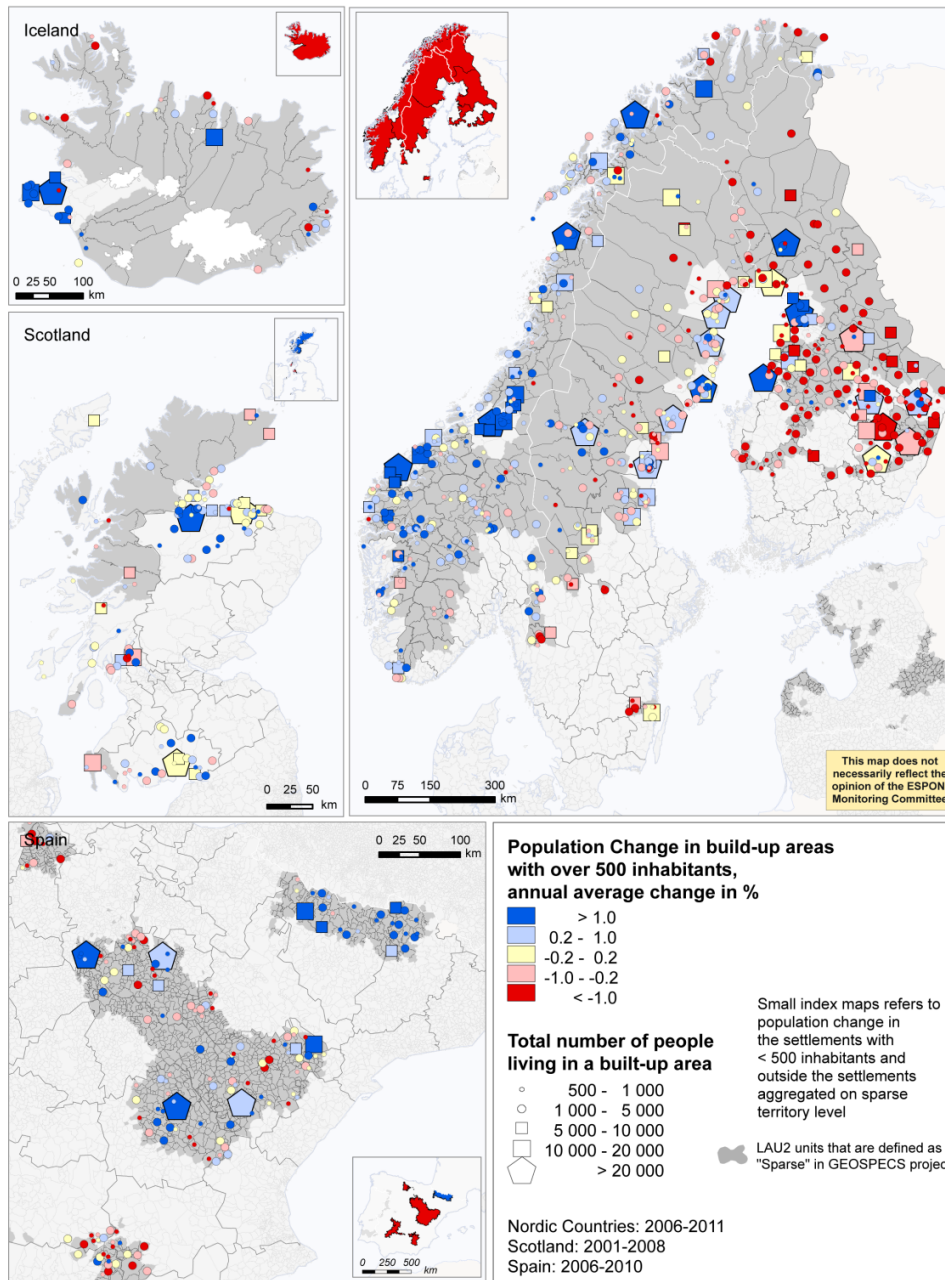 Iceland
0 25 50 100
km
Scotland
0 25 50
km
0 75 150 300
km
This map does not
necessarily reflect the
opinion of the ESPON
Monitoring Committee
Spain
0 25 50 100
km
0 250 500
km
Population Change in build-up areas
with over 500 inhabitants,
annual average change in %
> 1.0
0.2 - 1.0
-0.2 - 0.2
-1.0 - -0.2
< -1.0
Total number of people
living in a built-up area
500 - 1 000
1 000 - 5 000
5 000 - 10 000
10 000 - 20 000
> 20 000
Small index maps refers to
population change in
the settlements with
< 500 inhabitants and
outside the settlements
aggregated on sparse
territory level
LAU2 units that are defined as
"Sparse" in GEOSPECS projec
Nordic Countries: 2006-2011
Scotland: 2001-2008
Spain: 2006-2010